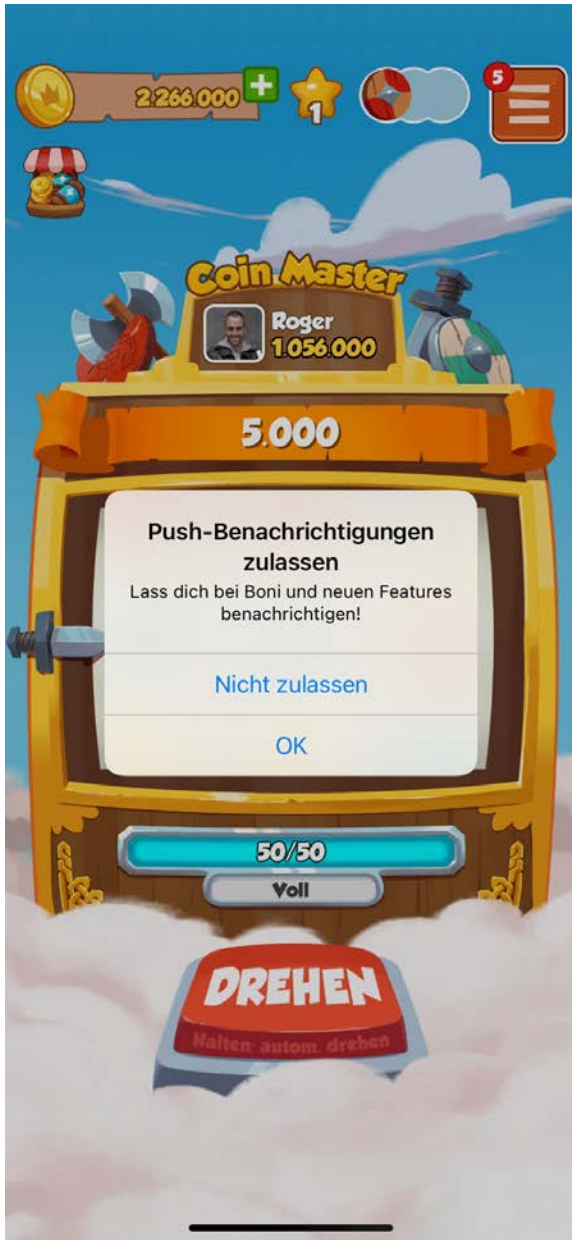 2.266.000
1
5
Coin Master
Roger
1.056.000
5.000
Push-Benachrichtigungen
zulassen
Lass dich bei Boni und neuen Features
benachrichtigen!
Nicht zulassen
OK
50/50
Voll
DREHEN
Halten: autom. drehen